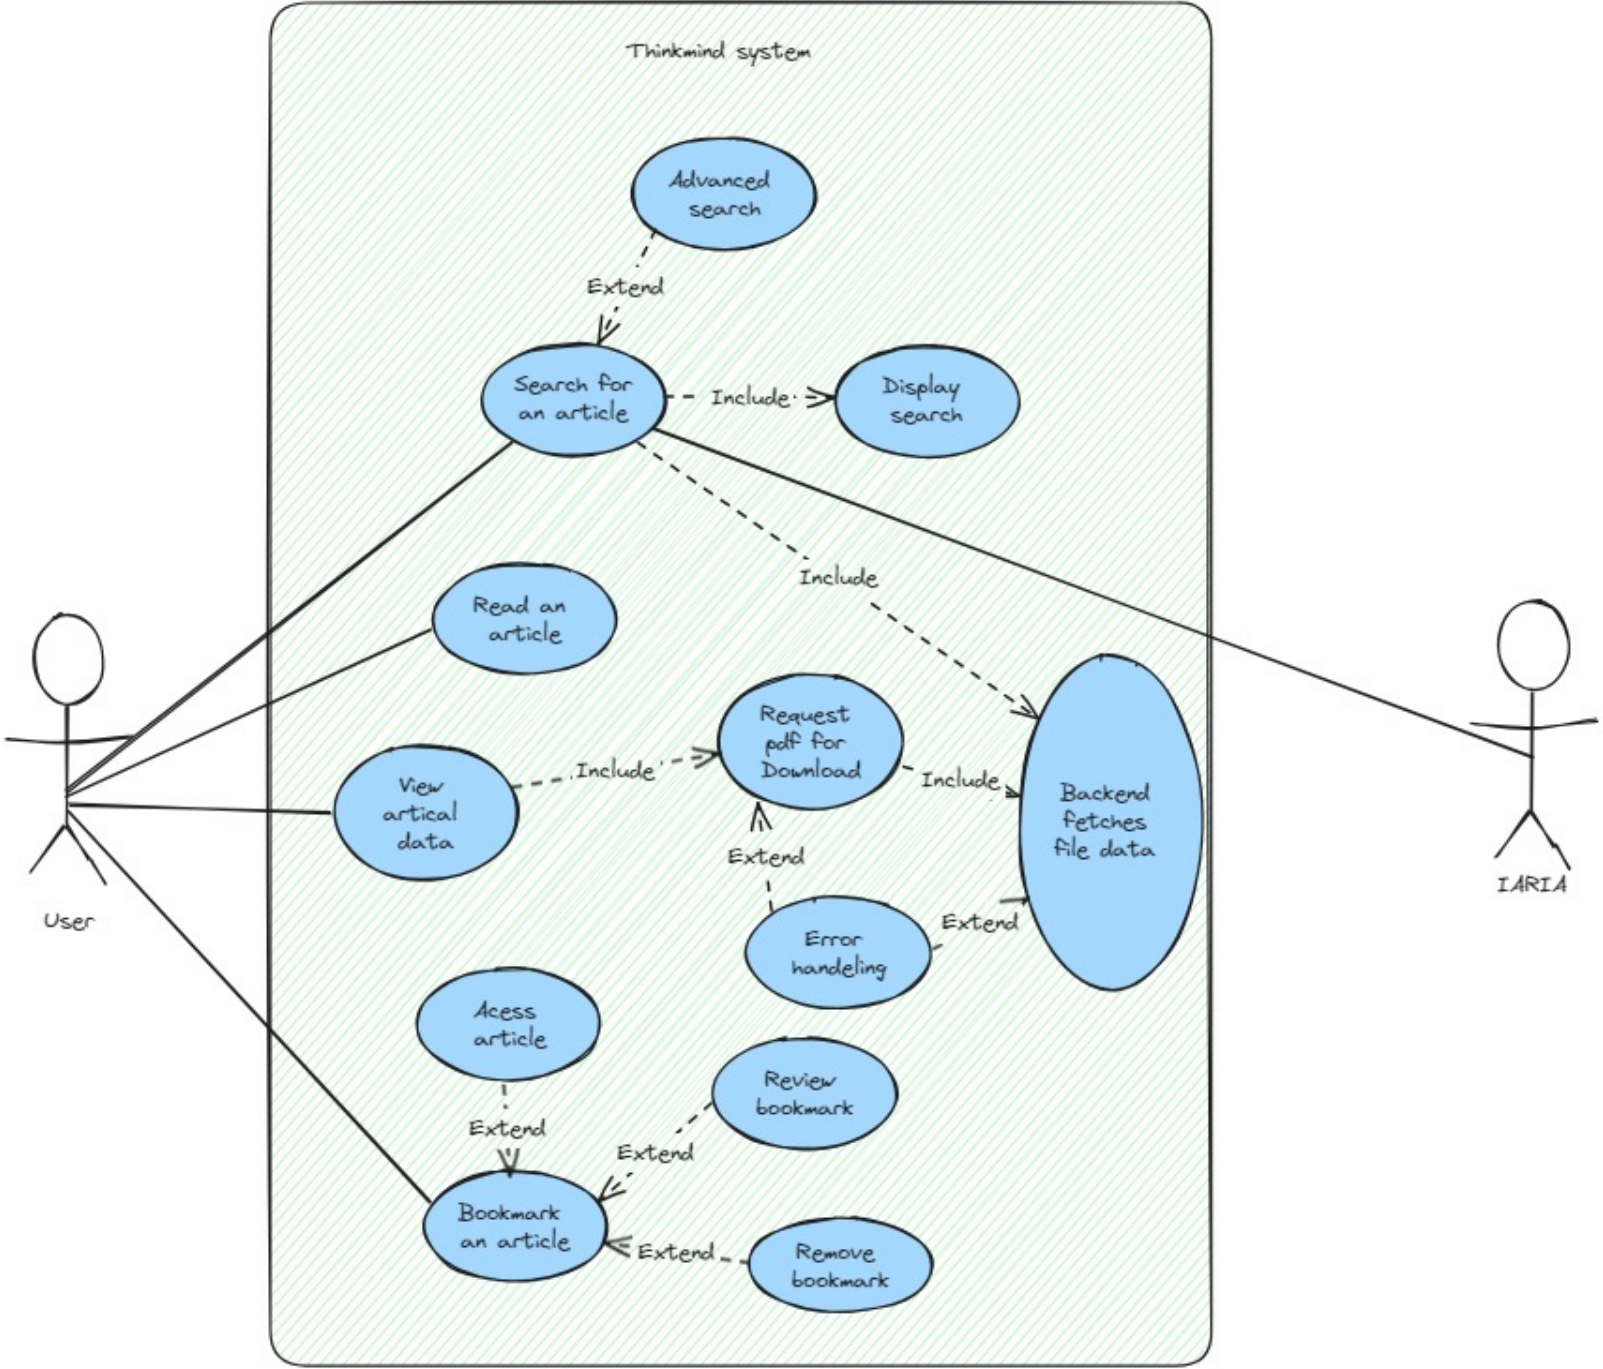 Thinkmind system
Advanced
search
Extend
Search for
an article
Include
Display
search
Include
Read an
article
Request
pdf for
Download
View
artical
data
Include
Include
Backend
fetches
file data
Extend
Error
handeling
Extend
User
IARIA
Acess
article
Extend
Review
bookmark
Extend
Bookmark
an article
Extend
Remove
bookmark